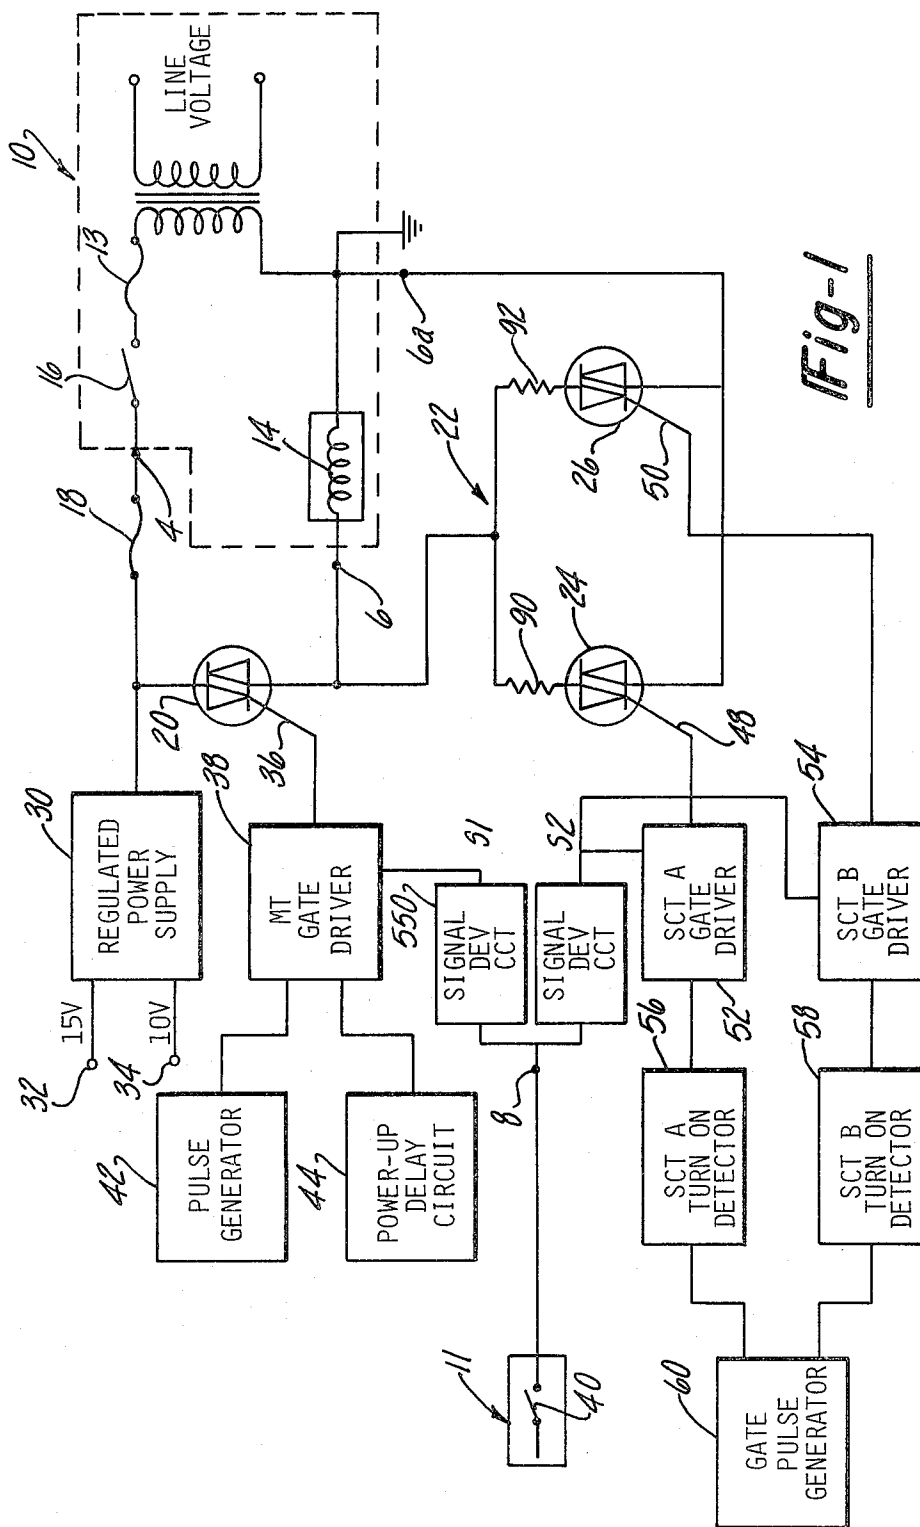 10
LINE
VOLTAGE
13
16
18
4
14
6
6a
22
92
26
50
90
24
48
20
36
30
REGULATED
POWER
SUPPLY
15V
32
10V
34
38
MT
GATE
DRIVER
42
PULSE
GENERATOR
44
POWER-UP
DELAY
CIRCUIT
S1
550
SIGNAL
DEV
CCT
S2
SIGNAL
DEV
CCT
8
11
40
SCT A
GATE
DRIVER
52
54
SCT B
GATE
DRIVER
56
SCT A
TURN ON
DETECTOR
58
SCT B
TURN ON
DETECTOR
60
GATE
PULSE
GENERATOR
Fig-1